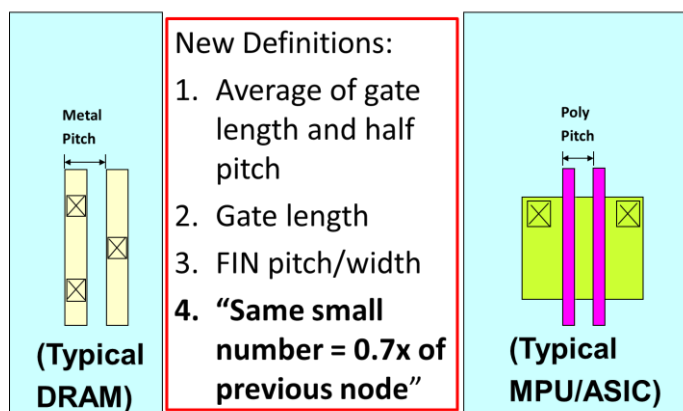 Metal
Pitch
(Typical
DRAM)
New Definitions:
1. Average of gate
length and half
pitch
2. Gate length
3. FIN pitch/width
4. “Same small
number = 0.7x of
previous node”
Poly
Pitch
(Typical
MPU/ASIC)